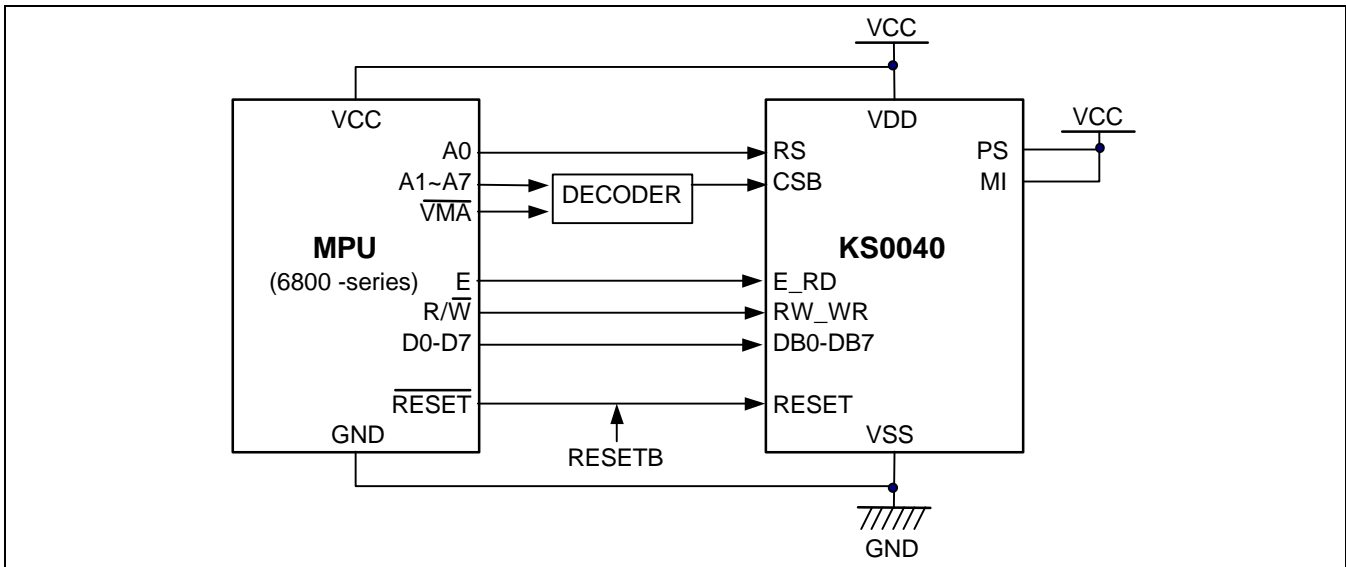 VCC
VCC
VDD
VCC
A0
RS
PS
A1~A7
DECODER
CSB
MI
VMA
MPU
KS0040
(6800 -series)
E
E_RD
R/W
RW_WR
D0-D7
DB0-DB7
RESET
RESET
GND
VSS
RESETB
GND